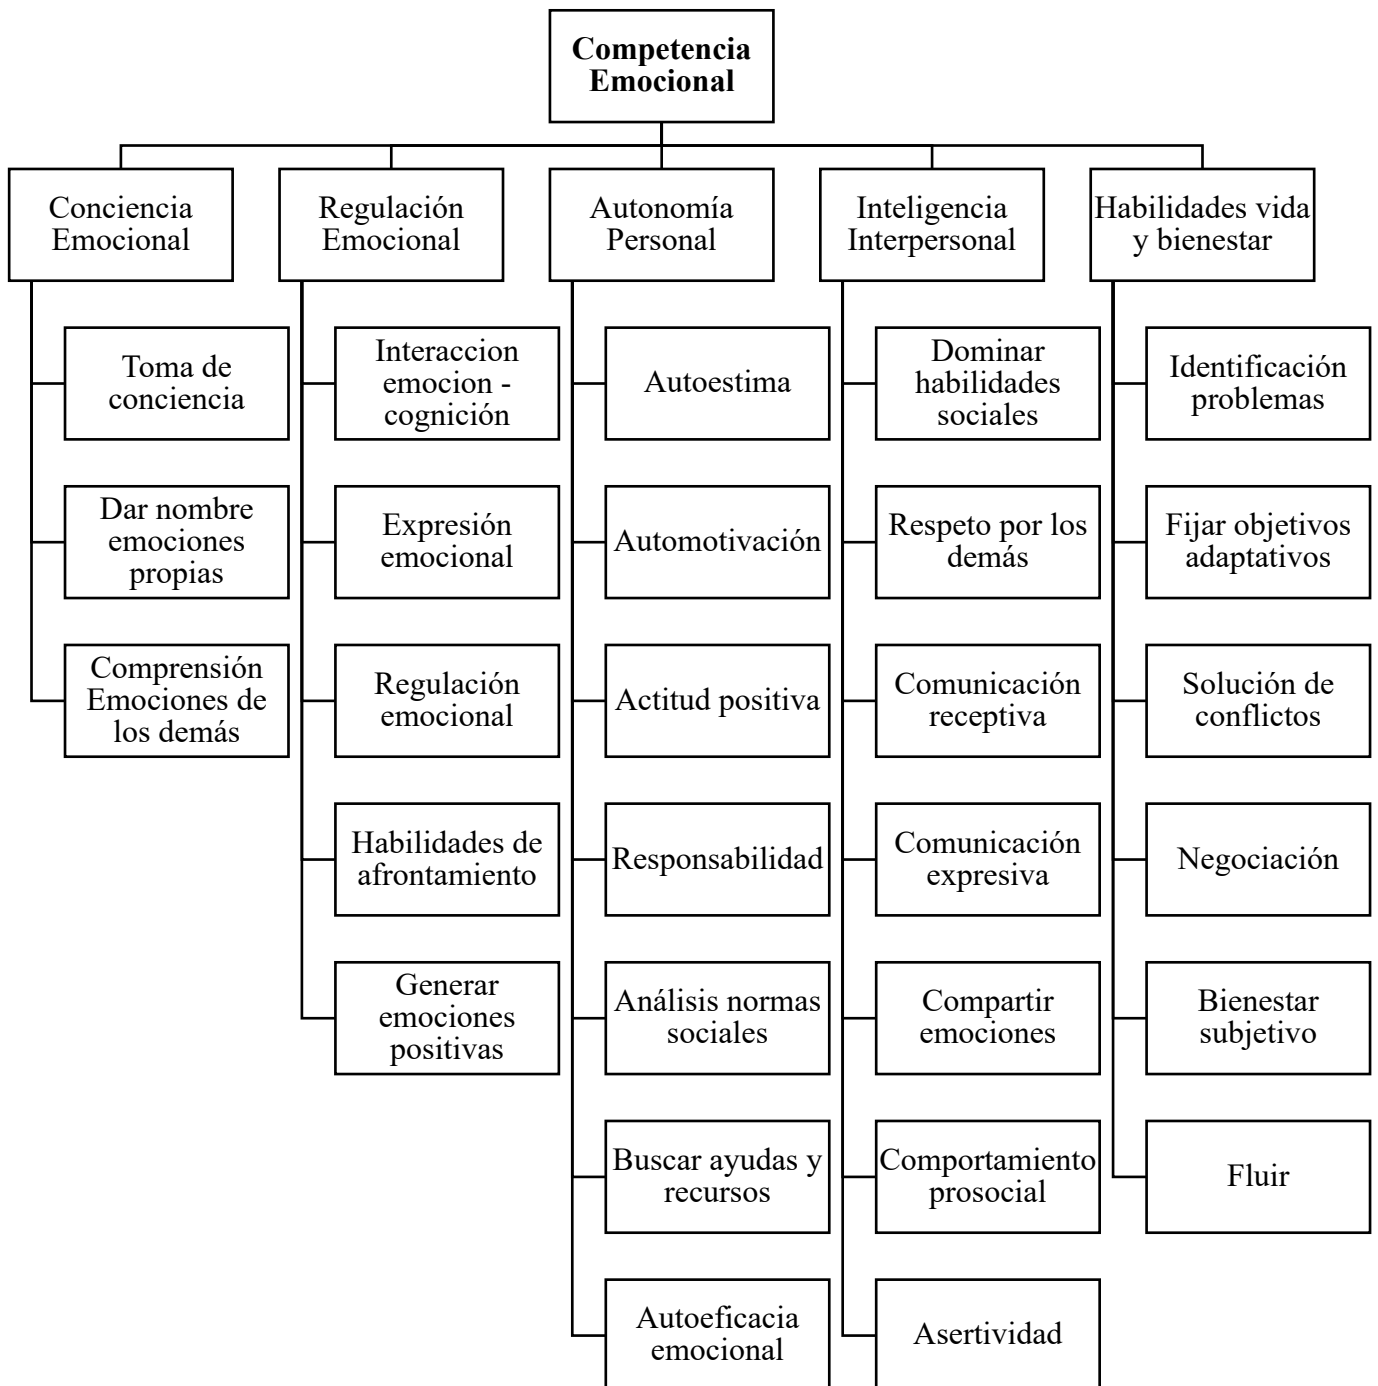 Competencia
Emocional
Conciencia
Emocional
Regulación
Emocional
Autonomía
Personal
Inteligencia
Interpersonal
Habilidades vida
y bienestar
Toma de
conciencia
Dar nombre
emociones
propias
Comprensión
Emociones de
los demás
Interaccion
emocion -
cognición
Expresión
emocional
Regulación
emocional
Habilidades de
afrontamiento
Generar
emociones
positivas
Autoestima
Automotivación
Actitud positiva
Responsabilidad
Análisis normas
sociales
Buscar ayudas y
recursos
Autoeficacia
emocional
Dominar
habilidades
sociales
Respeto por los
demás
Comunicación
receptiva
Comunicación
expresiva
Compartir
emociones
Comportamiento
prosocial
Asertividad
Identificación
problemas
Fijar objetivos
adaptativos
Solución de
conflictos
Negociación
Bienestar
subjetivo
Fluir